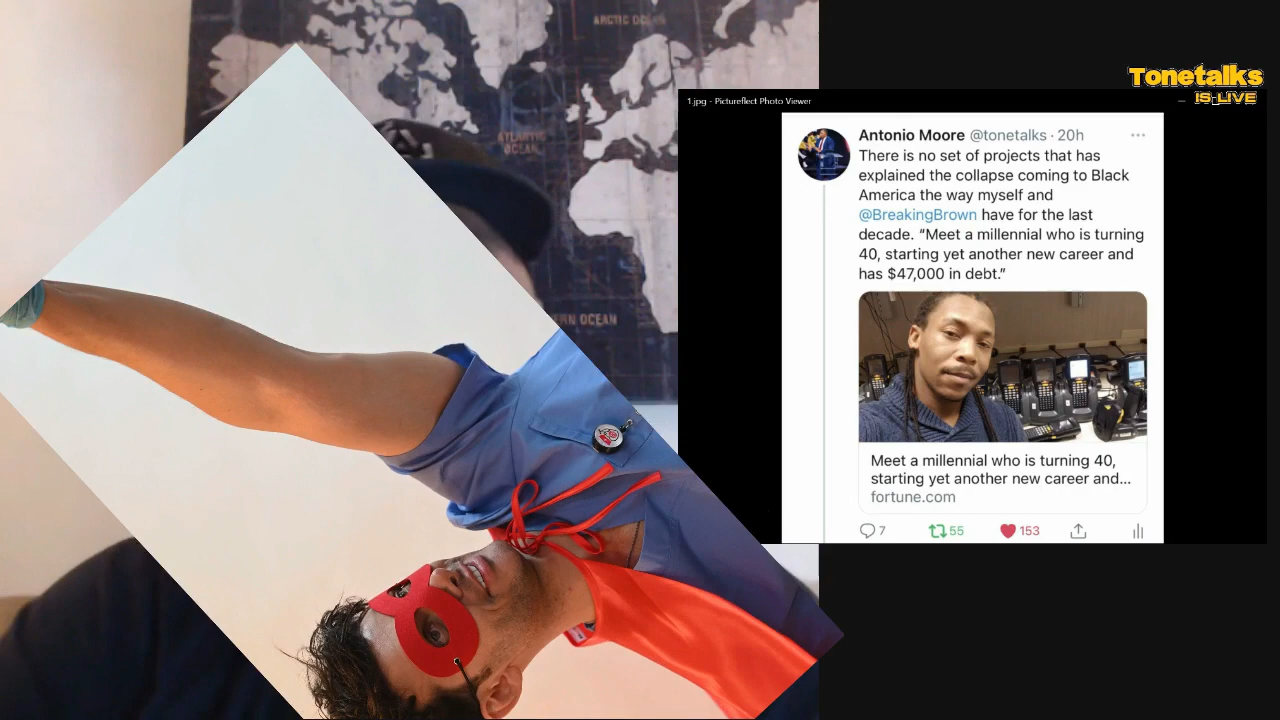 ARCTIC OCEAN
ATLANTIC
OCEAN
OCEAN
Tonetalks
IS LIVE
1.jpg - Pictureflect Photo Viewer
Antonio Moore @tonetalks · 20h
There is no set of projects that has
explained the collapse coming to Black
America the way myself and
@BreakingBrown have for the last
decade. “Meet a millennial who is turning
40, starting yet another new career and
has $47,000 in debt.”
Meet a millennial who is turning 40,
starting yet another new career and...
fortune.com
7 55 153